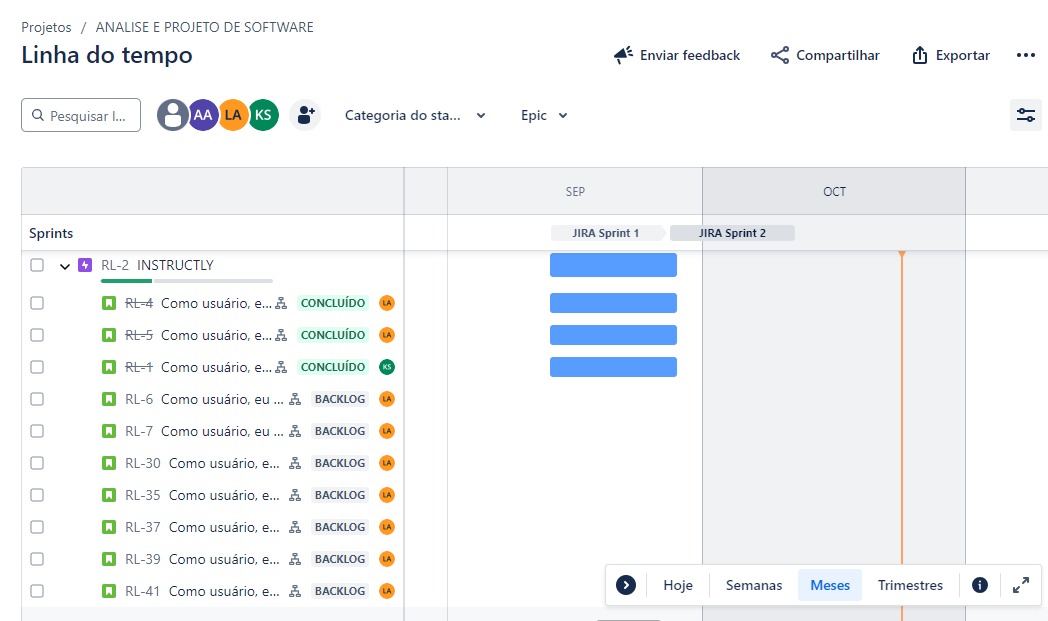 Projetos / ANALISE E PROJETO DE SOFTWARE
Linha do tempo
Enviar feedback
Compartilhar
Exportar
Pesquisar l...
AA
LA
KS
Categoria do sta...
Epic
SEP
OCT
Sprints
JIRA Sprint 1
JIRA Sprint 2
RL-2 INSTRUCTLY
RL-4 Como usuário, e... CONCLUÍDO LA
RL-5 Como usuário, e... CONCLUÍDO LA
RL-1 Como usuário, e... CONCLUÍDO KS
RL-6 Como usuário, eu ... BACKLOG LA
RL-7 Como usuário, eu ... BACKLOG LA
RL-30 Como usuário, e... BACKLOG LA
RL-35 Como usuário, e... BACKLOG LA
RL-37 Como usuário, e... BACKLOG LA
RL-39 Como usuário, e... BACKLOG LA
RL-41 Como usuário, e... BACKLOG LA
Hoje
Semanas
Meses
Trimestres